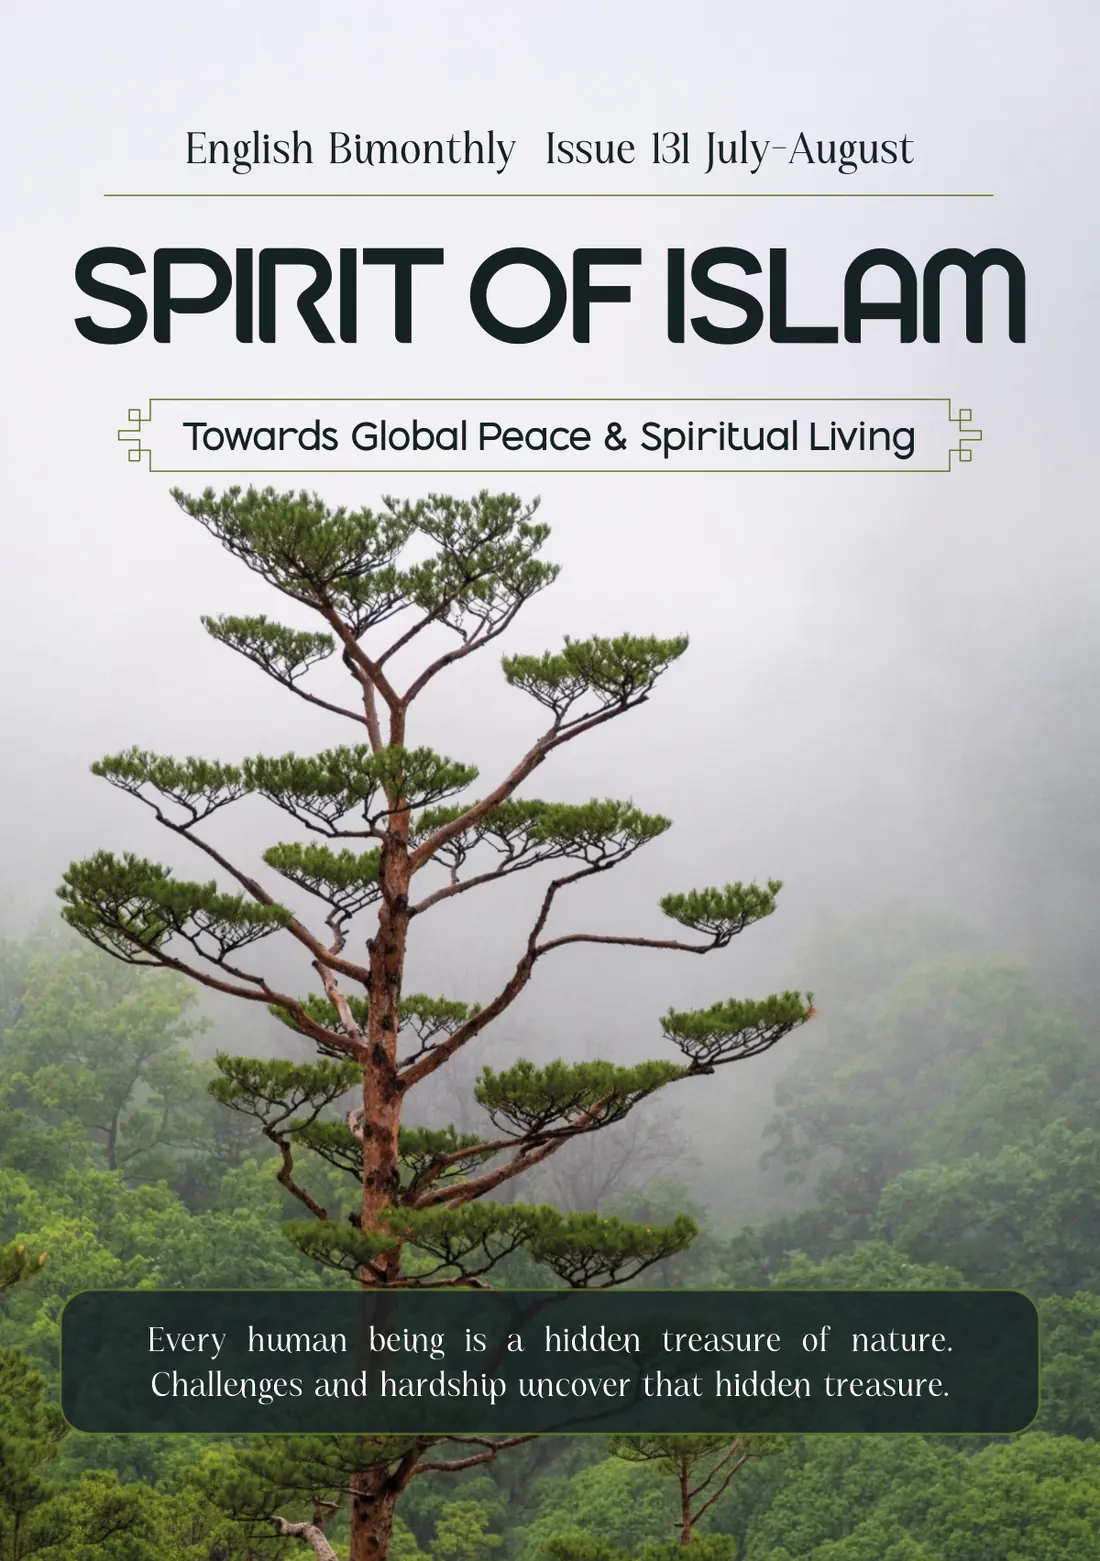 English Bimonthly Issue 131 July-August
SPIRIT OF ISLAM
Towards Global Peace & Spiritual Living
Every human being is a hidden treasure of nature.
Challenges and hardship uncover that hidden treasure.